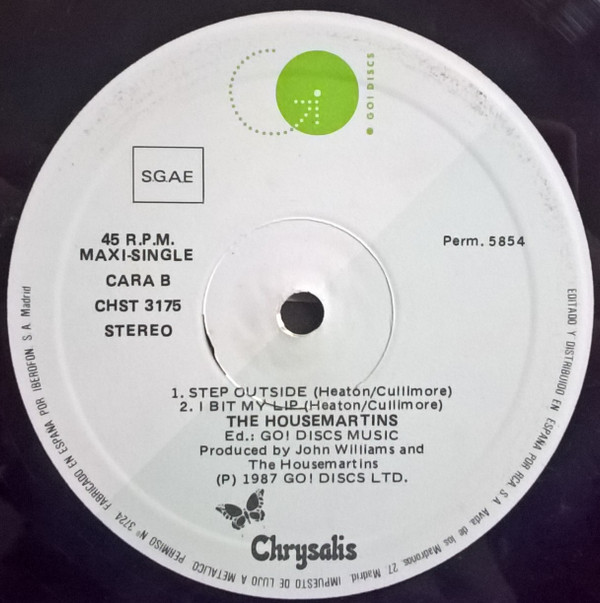 ● GO! DISCS
S.G.A.E
45 R.P.M.
MAXI-SINGLE
CARA B
CHST 3175
STEREO
Perm. 5854
1. STEP OUTSIDE (Heaton/Cullimore)
2. I BIT MY LIP (Heaton/Cullimore)
THE HOUSEMARTINS
Ed.: GO! DISCS MUSIC
Produced by John Williams and
The Housemartins
(P) 1987 GO! DISCS LTD.
Chrysalis
EDITADO Y DISTRIBUIDO EN ESPAÑA POR RCA, S.A. Avda. de los Madroños, 27. Madrid. IMPUESTO DE LUJO A METALICO PERMISO Nº 3724. FABRICADO EN ESPAÑA POR IBEROFON, S.A. Madrid